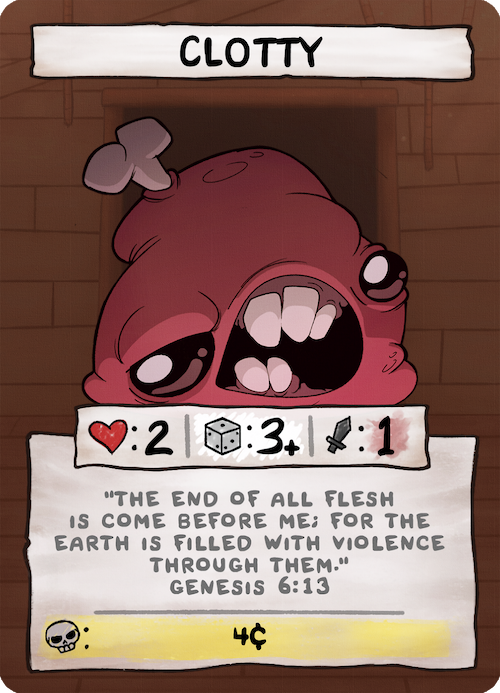 CLOTTY
:2 :3+ :1
"THE END OF ALL FLESH
IS COME BEFORE ME; FOR THE
EARTH IS FILLED WITH VIOLENCE
THROUGH THEM."
GENESIS 6:13
: 4¢